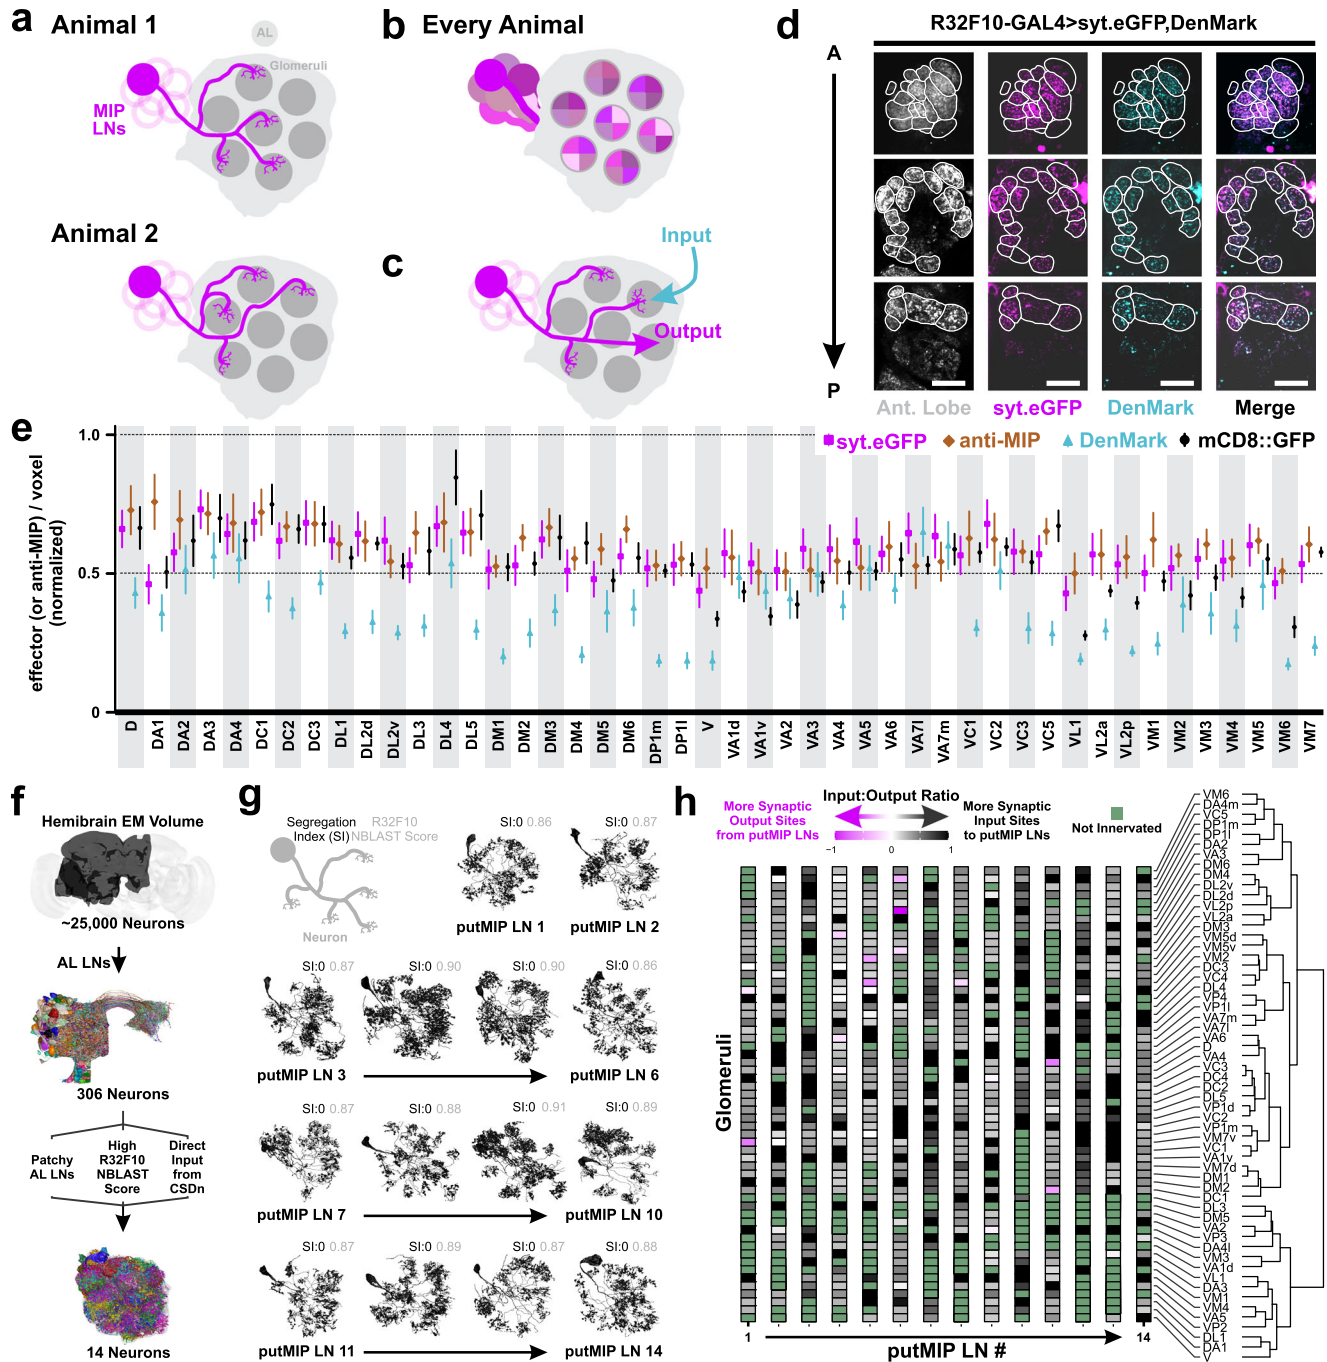 a
Animal 1
AL
Glomeruli
MIP
LNs
Animal 2
b
Every Animal
c
Input
Output
d
R32F10-GAL4>syt.eGFP,DenMark
A
P
Ant. Lobe
syt.eGFP
DenMark
Merge
e
syt.eGFP
anti-MIP
DenMark
mCD8::GFP
effector (or anti-MIP) / voxel
(normalized)
1.0
0.5
0
D
DA1
DA2
DA3
DA4
DC1
DC2
DC3
DL1
DL2d
DL2v
DL3
DL4
DL5
DM1
DM2
DM3
DM4
DM5
DM6
DP1m
DP1l
V
VA1d
VA1v
VA2
VA3
VA4
VA5
VA6
VA7l
VA7m
VC1
VC2
VC3
VC5
VL1
VL2a
VL2p
VM1
VM2
VM3
VM4
VM5
VM6
VM7
f
Hemibrain EM Volume
~25,000 Neurons
AL LNs
306 Neurons
Patchy
AL LNs
High
R32F10
NBLAST
Score
Direct
Input
from
CSDn
14 Neurons
g
Segregation
Index (SI)
R32F10
NBLAST Score
Neuron
SI:0 0.86
putMIP LN 1
SI:0 0.87
putMIP LN 2
SI:0 0.87
SI:0 0.90
SI:0 0.90
SI:0 0.86
putMIP LN 3
putMIP LN 6
SI:0 0.87
SI:0 0.88
SI:0 0.91
SI:0 0.89
putMIP LN 7
putMIP LN 10
SI:0 0.87
SI:0 0.89
SI:0 0.87
SI:0 0.88
putMIP LN 11
putMIP LN 14
h
Input:Output Ratio
More Synaptic
Output Sites
from putMIP LNs
More Synaptic
Input Sites
to putMIP LNs
Not Innervated
−1
0
1
Glomeruli
1
14
putMIP LN #
VM6
DA4m
VC5
DP1m
DP1l
DA2
VA3
DM6
DM4
DL2v
DL2d
VL2p
VL2a
DM3
VM5d
VM5v
VM2
DC3
VC4
DL4
VP4
VP1l
VA7m
VA7l
VA6
D
VA4
VC3
DC4
DC2
DL5
VP1d
VC2
VP1m
VM7v
VC1
VA1v
VM7d
DM1
DM2
DC1
DL3
DM5
VA2
VP3
DA4l
VM3
VA1d
VL1
DA3
VM1
VM4
VA5
VP2
DL1
DA1
V